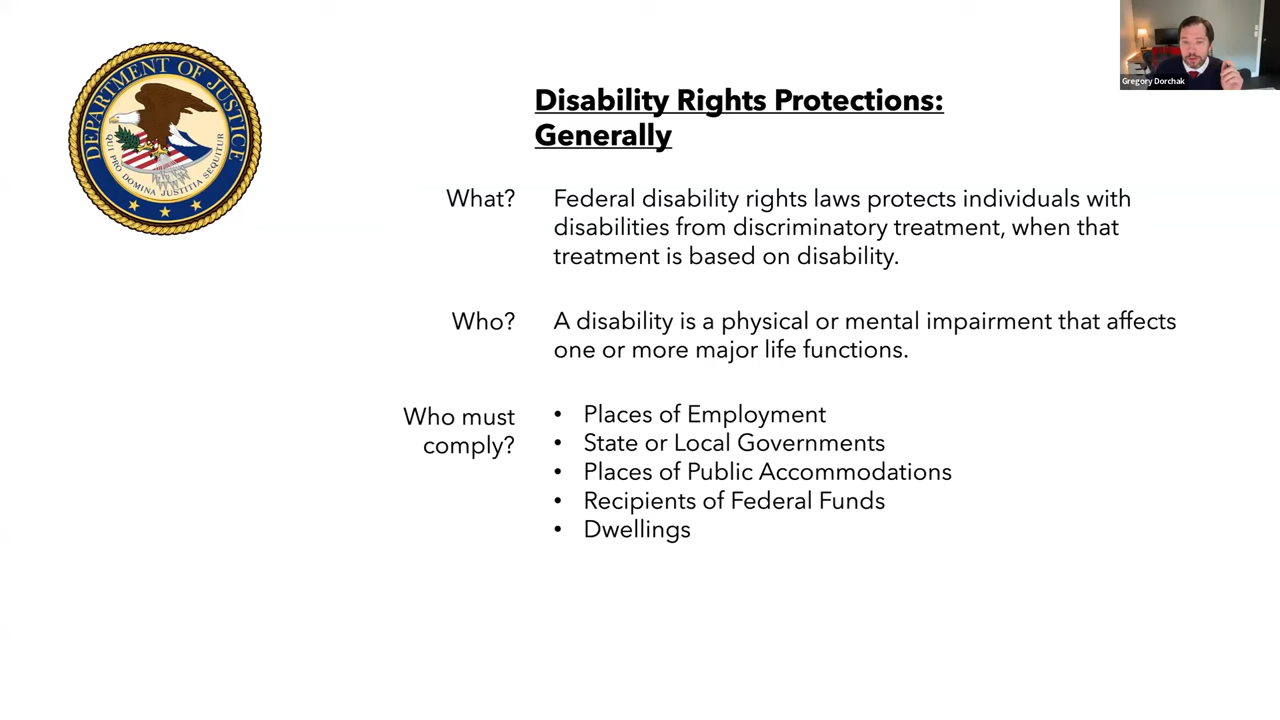 DEPARTMENT OF JUSTICE
QUI PRO DOMINA JUSTITIA SEQUITUR
Gregory Dorchak
Disability Rights Protections:
Generally
What?
Federal disability rights laws protects individuals with
disabilities from discriminatory treatment, when that
treatment is based on disability.
Who?
A disability is a physical or mental impairment that affects
one or more major life functions.
Who must
comply?
• Places of Employment
• State or Local Governments
• Places of Public Accommodations
• Recipients of Federal Funds
• Dwellings